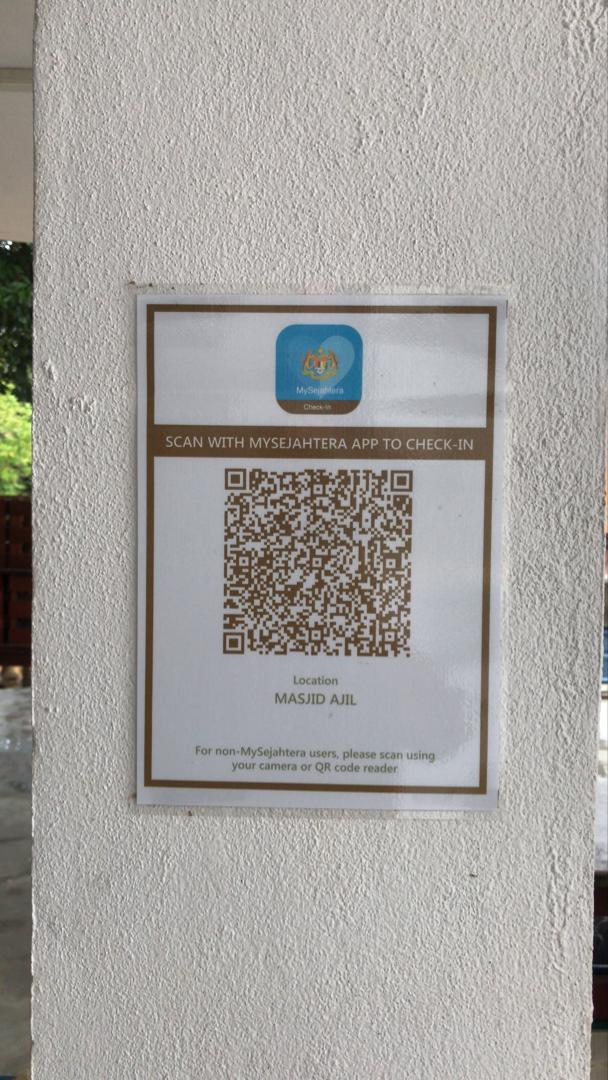 MySejahtera
Check-In
SCAN WITH MYSEJAHTERA APP TO CHECK-IN
Location
MASJID AJIL
For non-MySejahtera users, please scan using
your camera or QR code reader